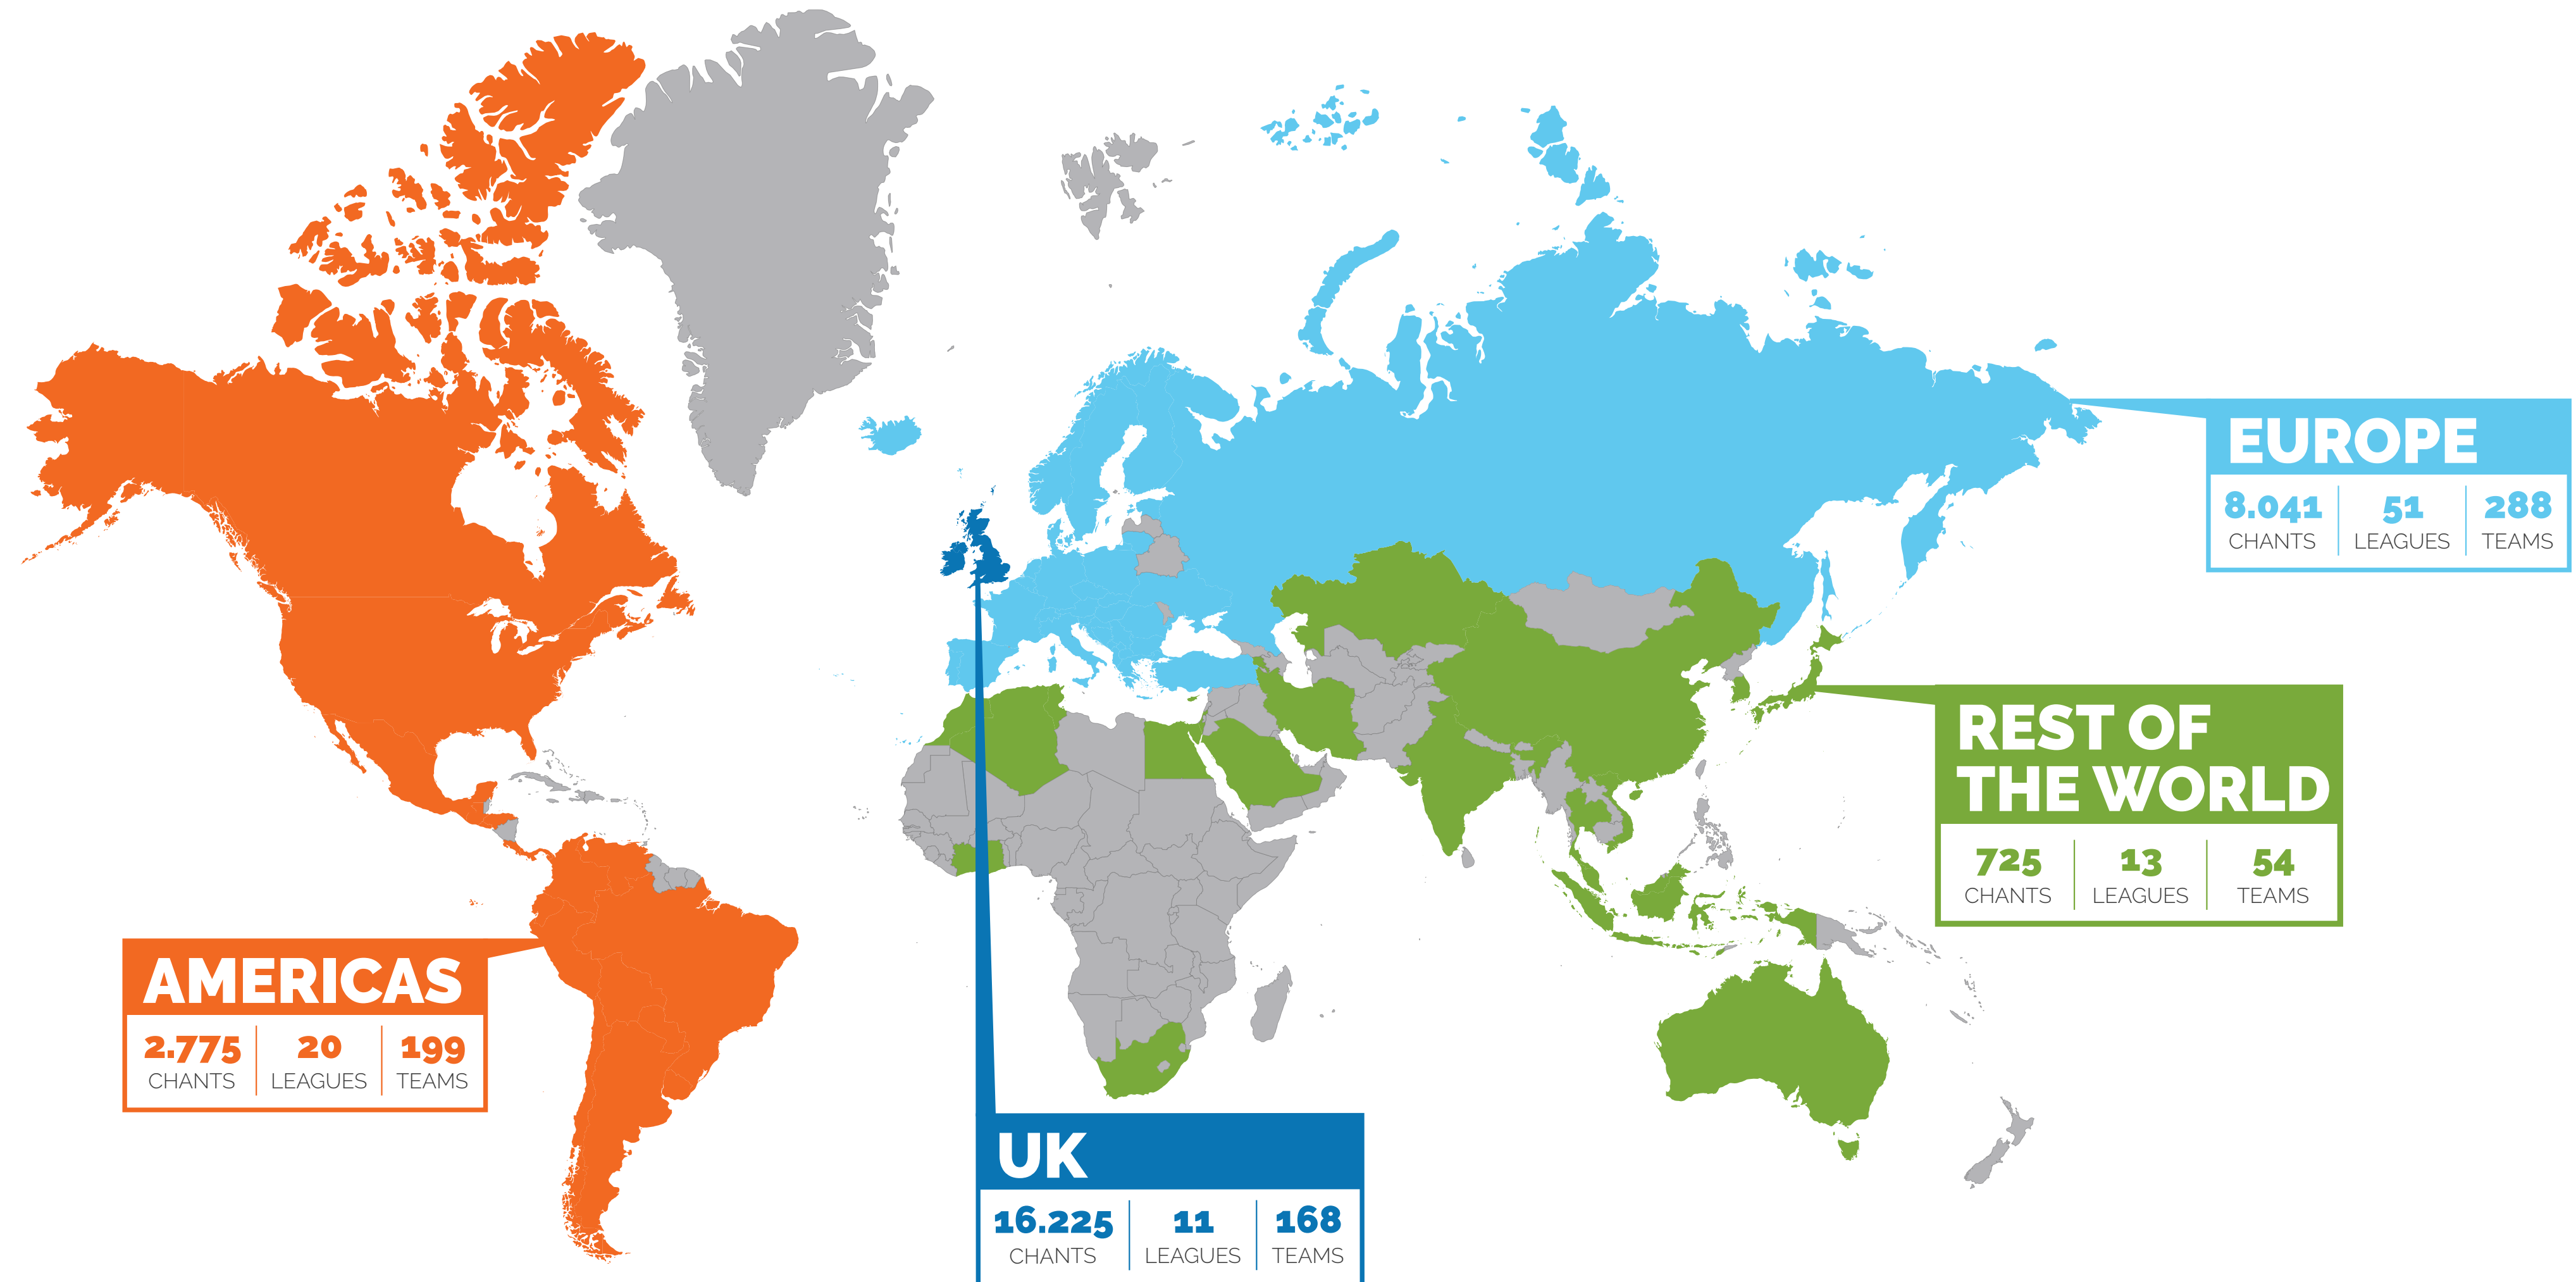 EUROPE
8.041 51 288
CHANTS LEAGUES TEAMS
REST OF
THE WORLD
725 13 54
CHANTS LEAGUES TEAMS
AMERICAS
2.775 20 199
CHANTS LEAGUES TEAMS
UK
16.225 11 168
CHANTS LEAGUES TEAMS